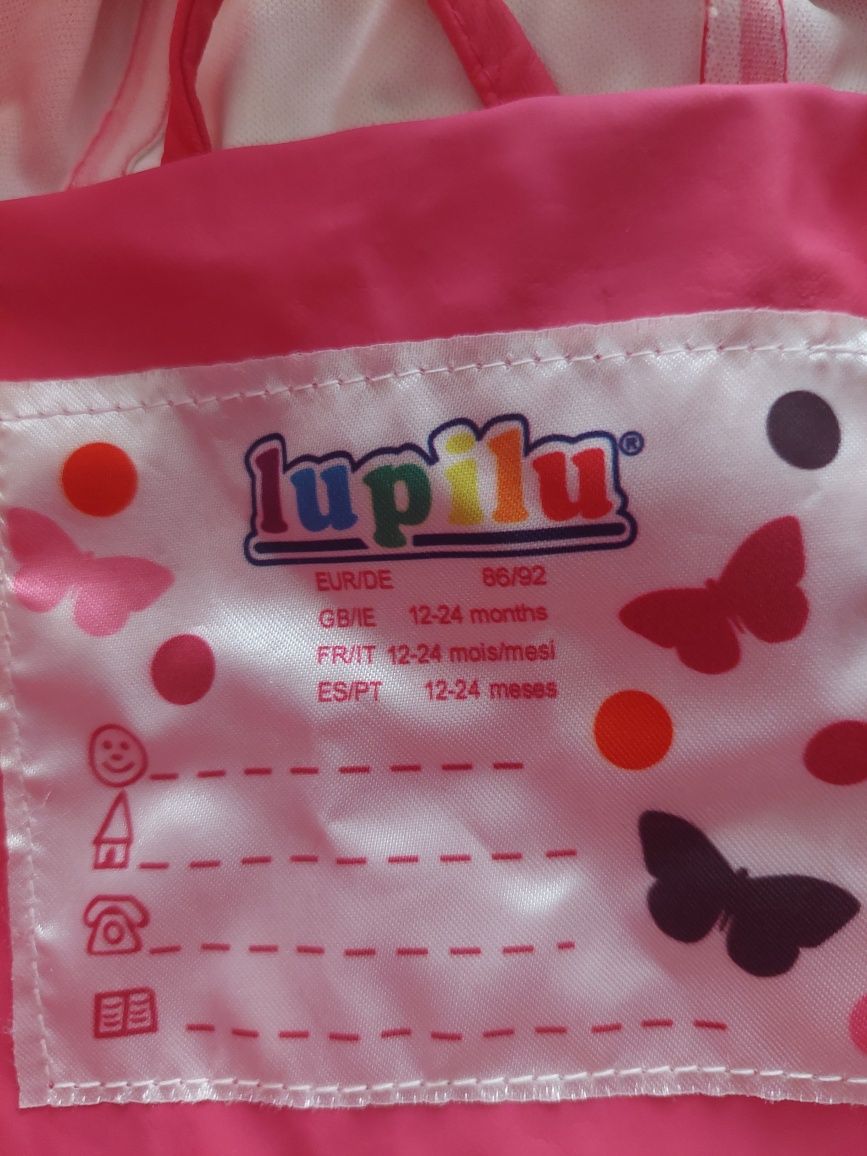 lupilu®
EUR/DE 86/92
GB/IE 12-24 months
FR/IT 12-24 mois/mesi
ES/PT 12-24 meses